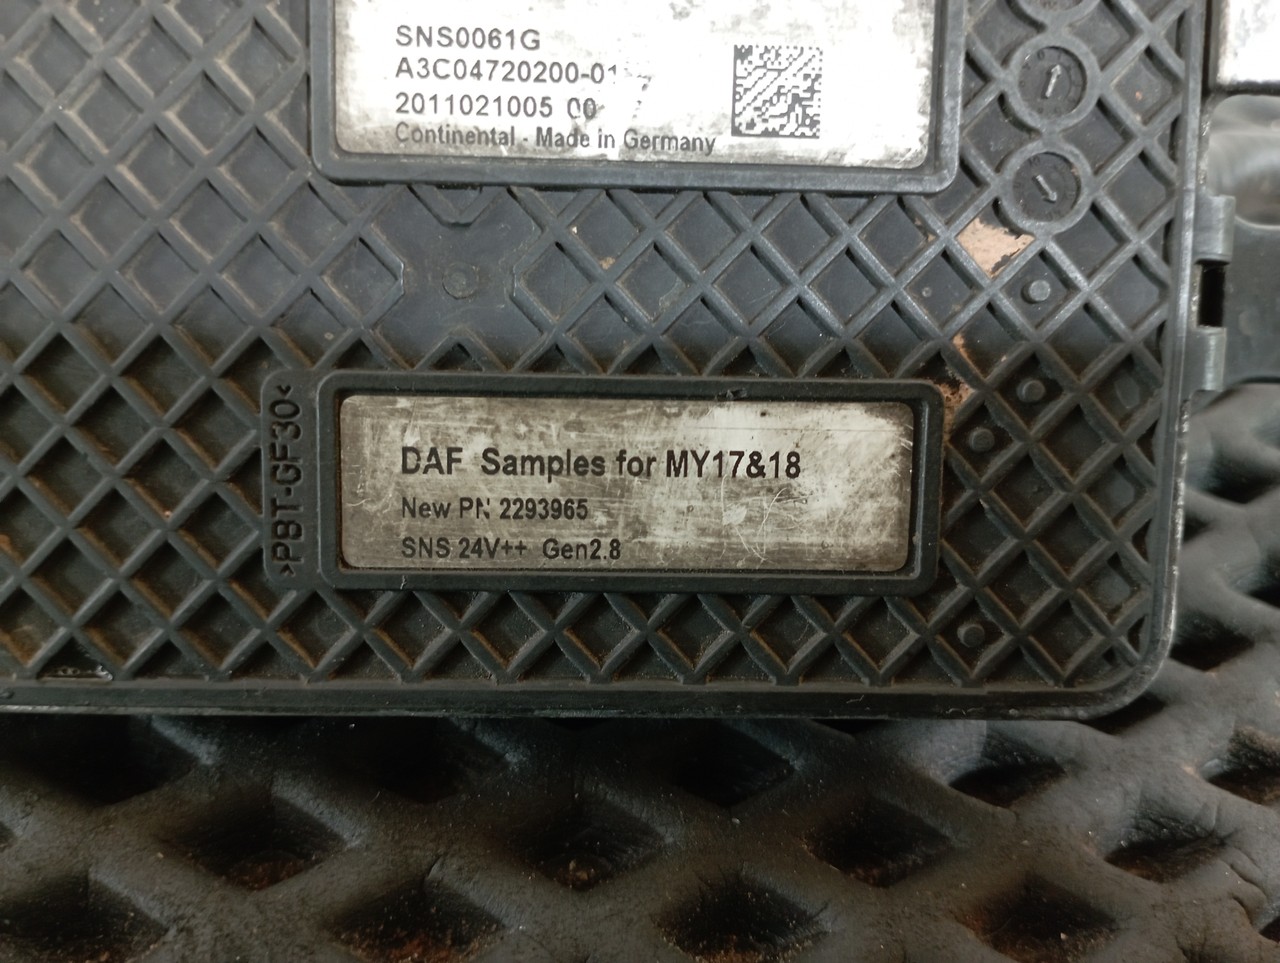 SNS0061G
A3C04720200-01
2011021005 00
Continental - Made in Germany
>PBT-GF30<
DAF Samples for MY17&18
New PN 2293965
SNS 24V++ Gen2.8